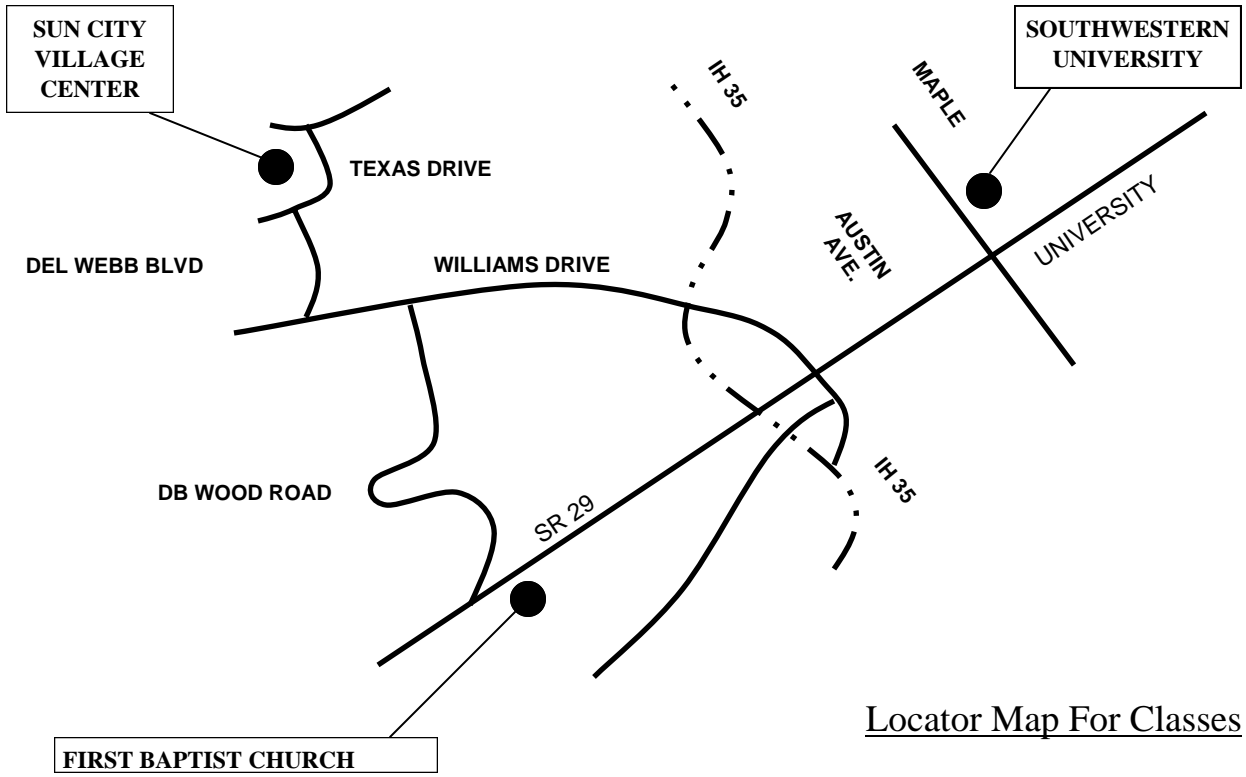 SUN CITY
VILLAGE
CENTER
SOUTHWESTERN
UNIVERSITY
IH 35
MAPLE
TEXAS DRIVE
AUSTIN
AVE.
UNIVERSITY
DEL WEBB BLVD
WILLIAMS DRIVE
DB WOOD ROAD
SR 29
IH 35
Locator Map For Classes
FIRST BAPTIST CHURCH